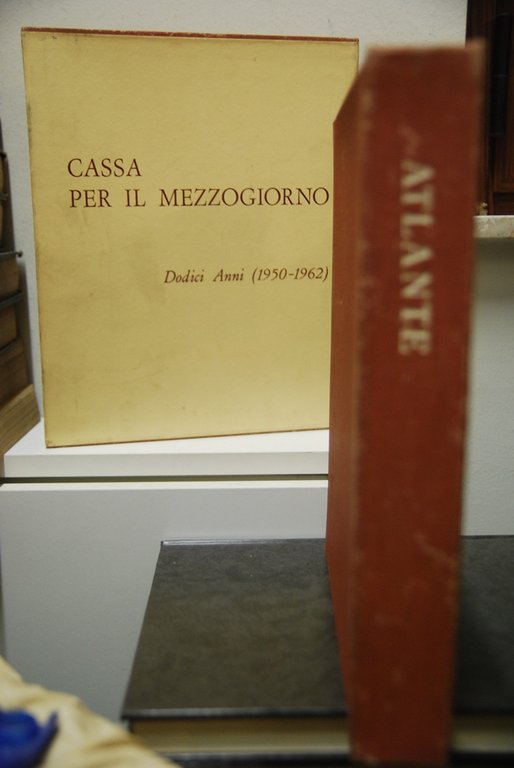 CASSA
PER IL MEZZOGIORNO
Dodici Anni (1950-1962)
ATLANTE